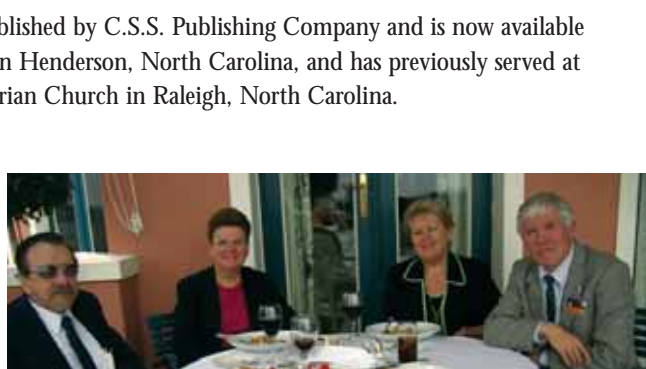 blished by C.S.S. Publishing Company and is now available
n Henderson, North Carolina, and has previously served at
rian Church in Raleigh, North Carolina.